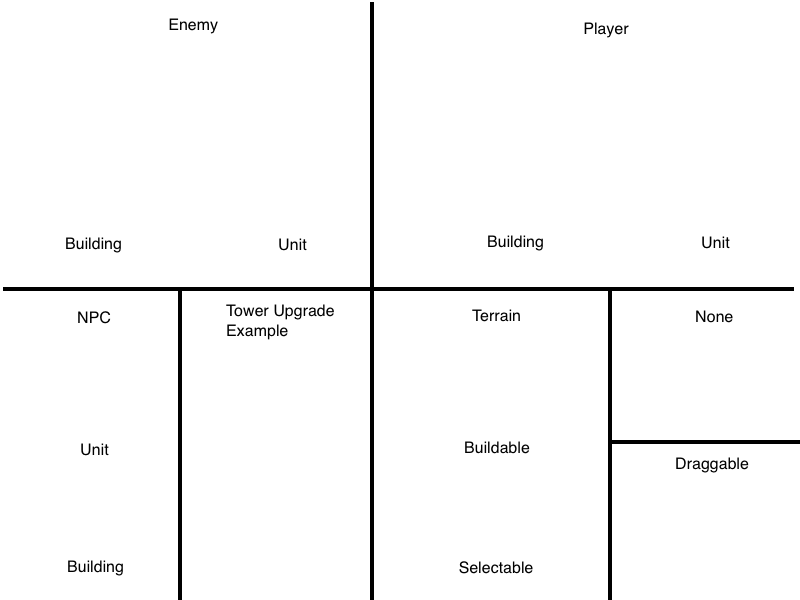 Enemy
Player
Building
Unit
Building
Unit
NPC
Unit
Building
Tower Upgrade
Example
Terrain
Buildable
Selectable
None
Draggable